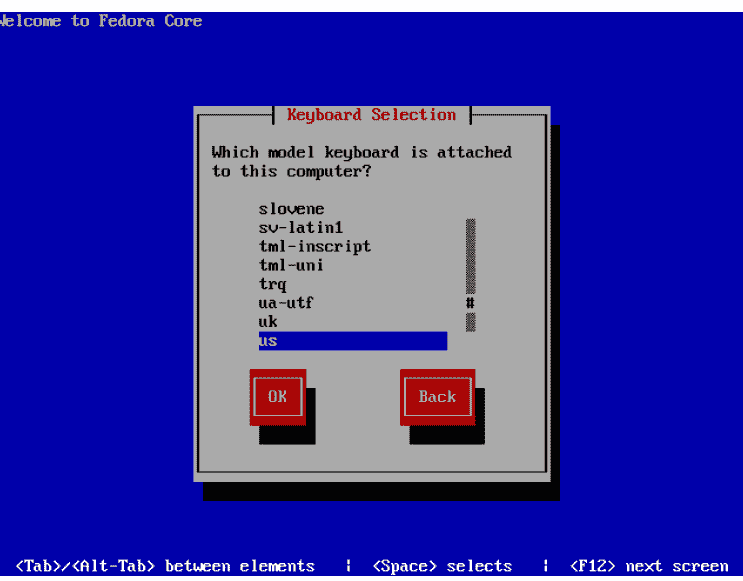 Welcome to Fedora Core
Keyboard Selection
Which model keyboard is attached
to this computer?
slovene
sv-latin1
tml-inscript
tml-uni
trq
ua-utf #
uk
us
OK Back
<Tab>/<Alt-Tab> between elements | <Space> selects | <F12> next screen